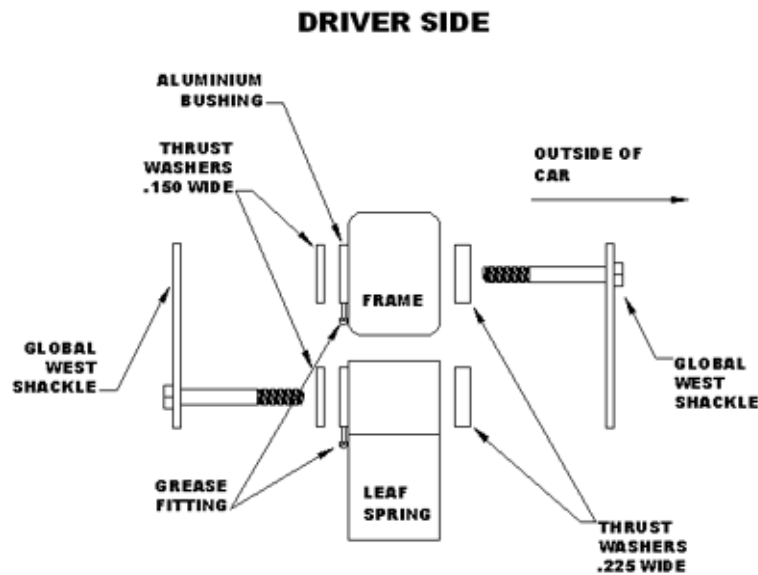 DRIVER SIDE
ALUMINIUM
BUSHING
THRUST
WASHERS
.150 WIDE
OUTSIDE OF
CAR
FRAME
GLOBAL
WEST
SHACKLE
GLOBAL
WEST
SHACKLE
GREASE
FITTING
LEAF
SPRING
THRUST
WASHERS
.225 WIDE